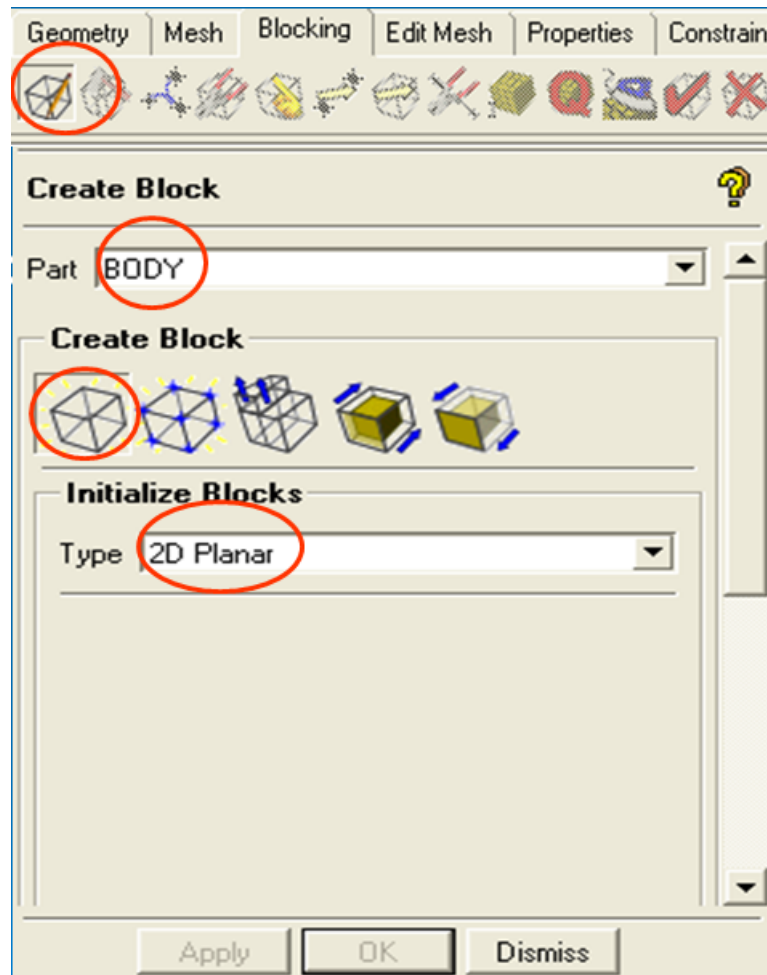 Geometry Mesh Blocking Edit Mesh Properties Constrain
Create Block
Part BODY
Create Block
Initialize Blocks
Type 2D Planar
Apply OK Dismiss